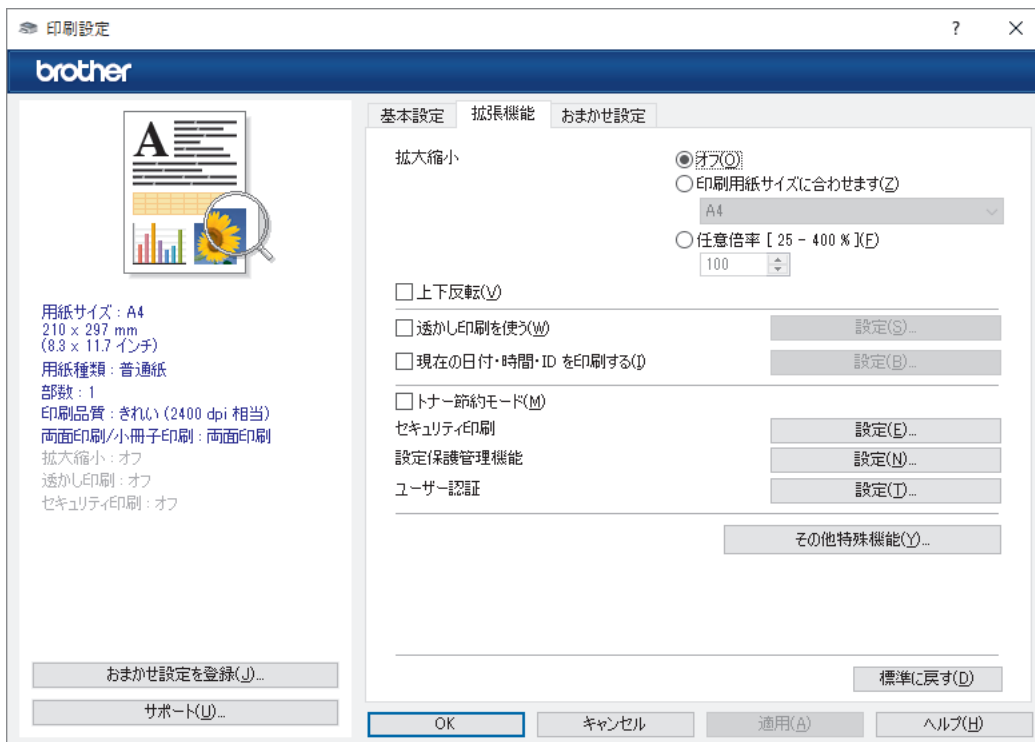 印刷設定
?
brother
A
用紙サイズ : A4
210 x 297 mm
(8.3 x 11.7 インチ)
用紙種類 : 普通紙
部数 : 1
印刷品質 : きれい (2400 dpi 相当)
両面印刷/小冊子印刷 : 両面印刷
拡大縮小 : オフ
透かし印刷 : オフ
セキュリティ印刷 : オフ
おまかせ設定を登録(J)...
サポート(U)...
基本設定 拡張機能 おまかせ設定
拡大縮小 オフ(O)
印刷用紙サイズに合わせます(Z)
A4
任意倍率 [ 25 - 400 % ](F)
100
上下反転(V)
透かし印刷を使う(W) 設定(S)...
現在の日付・時間・ID を印刷する(I) 設定(B)...
トナー節約モード(M)
セキュリティ印刷 設定(E)...
設定保護管理機能 設定(N)...
ユーザー認証 設定(T)...
その他特殊機能(Y)...
標準に戻す(D)
OK キャンセル 適用(A) ヘルプ(H)